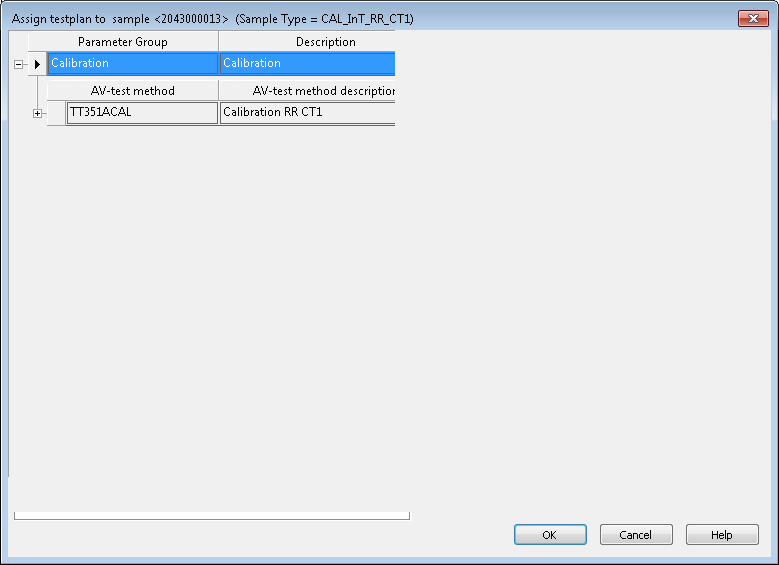 Assign testplan to  sample <2043000013>  (Sample Type = CAL_InT_RR_CT1)
Parameter Group Description
Calibration Calibration
AV-test method AV-test method description
TT351ACAL Calibration RR CT1
OK Cancel Help